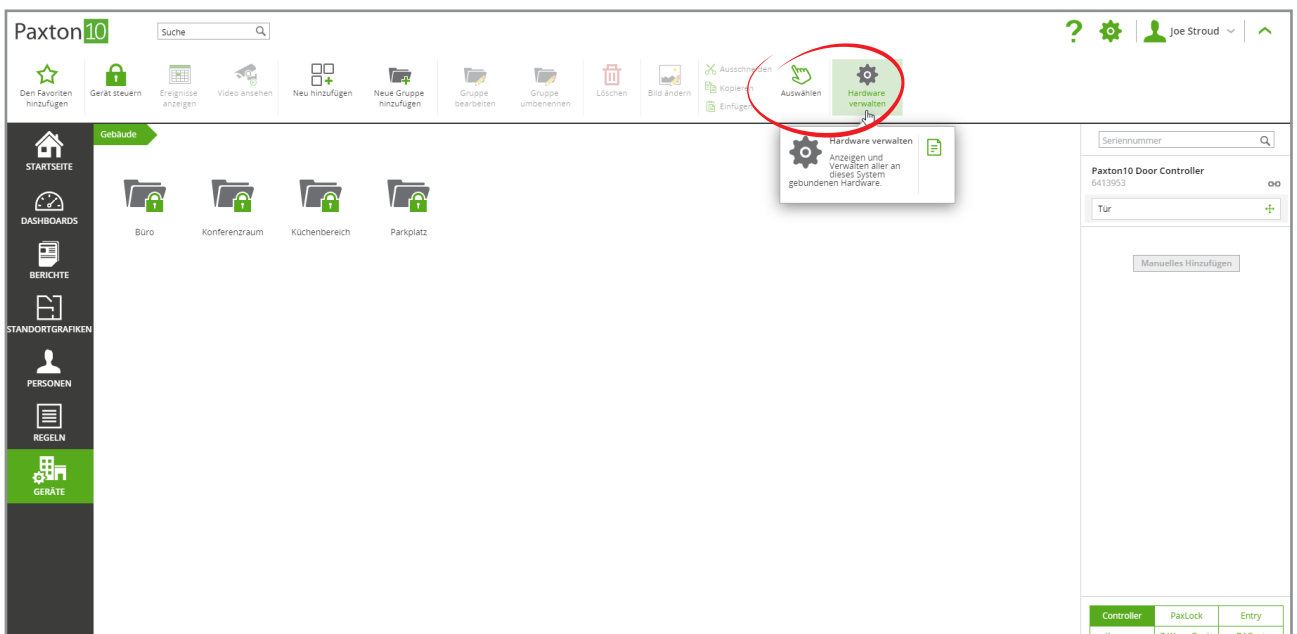 Paxton 10
Suche
Joe Stroud
Den Favoriten hinzufügen
Gerät steuern
Ereignisse anzeigen
Video ansehen
Neu hinzufügen
Neue Gruppe hinzufügen
Gruppe bearbeiten
Gruppe umbenennen
Löschen
Bild ändern
Ausschneiden
Kopieren
Einfügen
Auswählen
Hardware verwalten
STARTSEITE
DASHBOARDS
BERICHTE
STANDORTGRAFIKEN
PERSONEN
REGELN
GERÄTE
Gebäude
Büro
Konferenzraum
Küchenbereich
Parkplatz
Hardware verwalten
Anzeigen und
Verwalten aller an
dieses System
gebundenen Hardware.
Seriennummer
Paxton10 Door Controller
6413953
Tür
Manuelles Hinzufügen
Controller
PaxLock
Entry